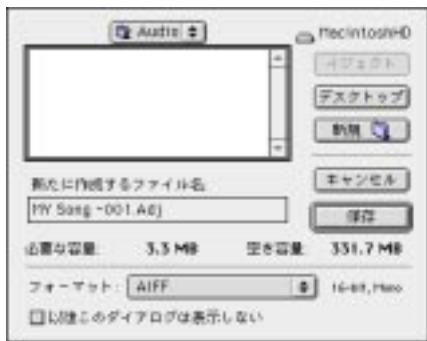 Audio
MacintoshHD
イジェクト
デスクトップ
新規
新たに作成するファイル名
キャンセル
MY Song -001.Adj
保存
必要な容量: 3.3 MB 空き容量: 331.7 MB
フォーマット: AIFF 16-Bit, Mono
以後このダイアログは表示しない